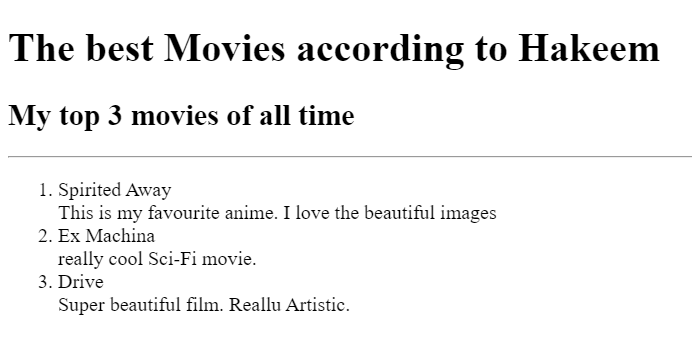 The best Movies according to Hakeem
My top 3 movies of all time
1. Spirited Away
This is my favourite anime. I love the beautiful images
2. Ex Machina
really cool Sci-Fi movie.
3. Drive
Super beautiful film. Reallu Artistic.